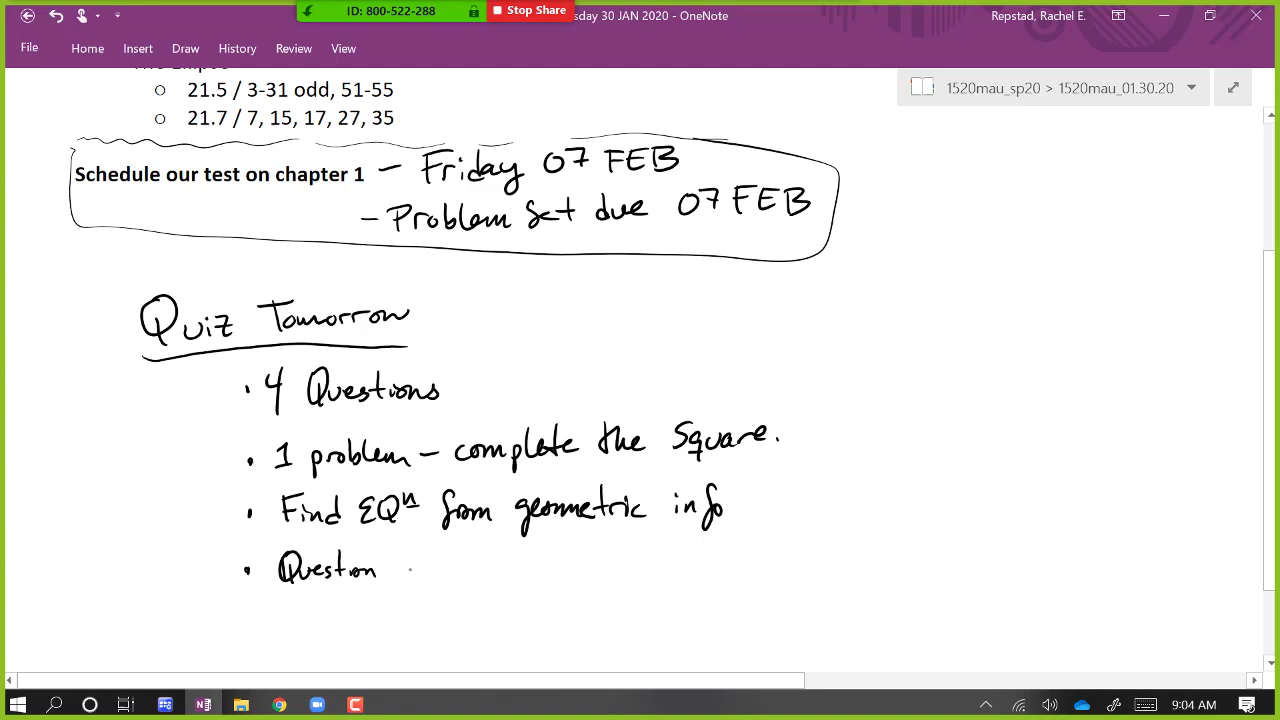 ID: 800-522-288
Stop Share
sday 30 JAN 2020 - OneNote
Repstad, Rachel E.
File Home Insert Draw History Review View
1520mau_sp20 > 1520mau_01.30.20
21.5 / 3-31 odd, 51-55
21.7 / 7, 15, 17, 27, 35
Schedule our test on chapter 1 - Friday 07 FEB
- Problem Set due 07 FEB
Quiz Tomorrow
• 4 Questions
• 1 problem - complete the Square.
• Find EQⁿ from geometric info
• Question
9:04 AM